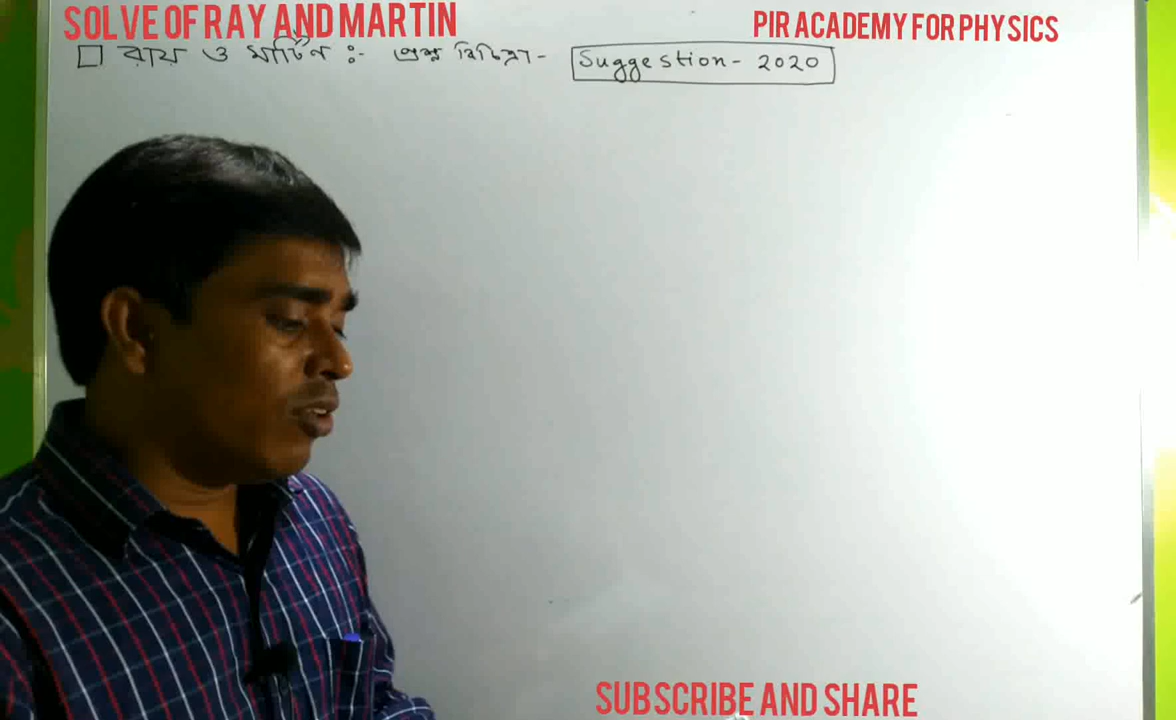 SOLVE OF RAY AND MARTIN
PIR ACADEMY FOR PHYSICS
□ রায় ও মার্টিন ঃ- প্রশ্ন বিচিত্রা - Suggestion - 2020
SUBSCRIBE AND SHARE